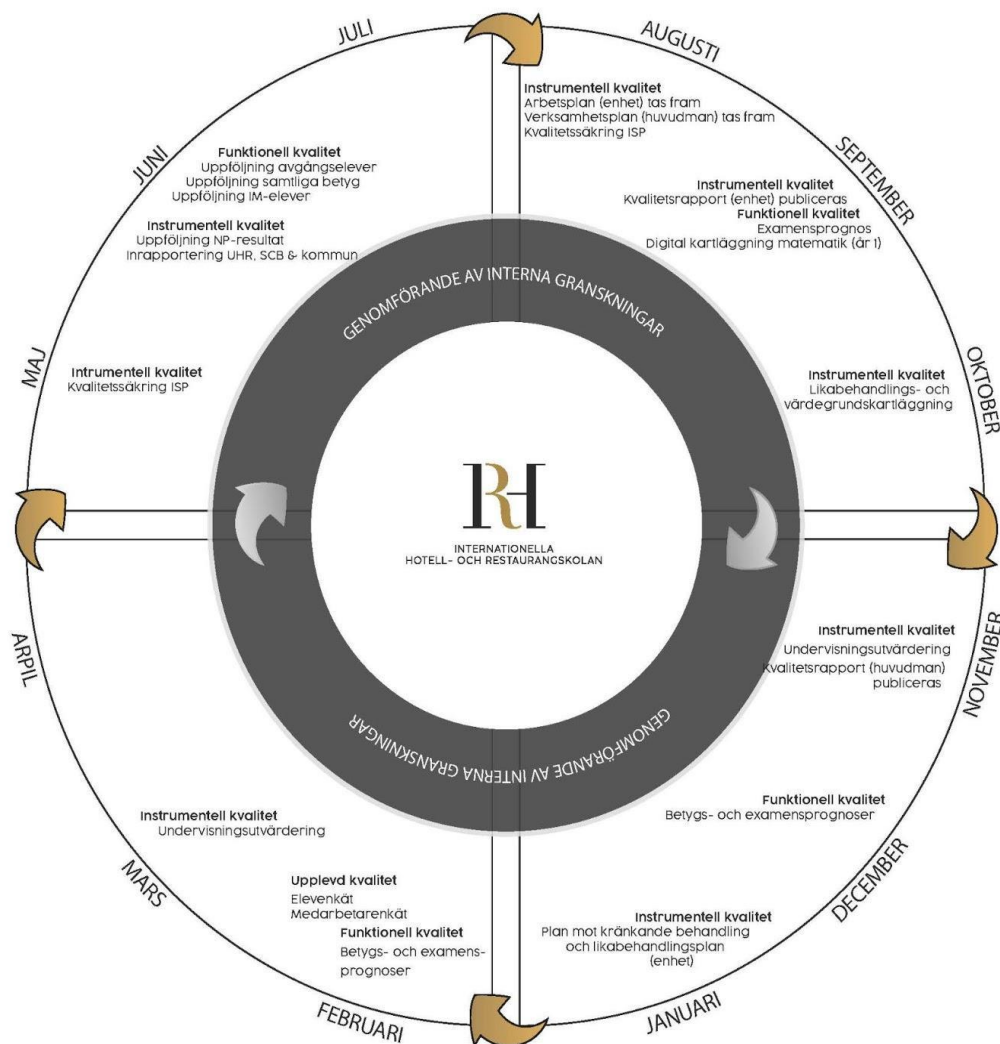 JULI
AUGUSTI
Instrumentell kvalitet
Arbetsplan (enhet) tas fram
Verksamhetsplan (huvudman) tas fram
Kvalitetssäkring ISP
SEPTEMBER
Instrumentell kvalitet
Kvalitetsrapport (enhet) publiceras
Funktionell kvalitet
Examensprognos
Digital kartläggning matematik (år 1)
OKTOBER
Instrumentell kvalitet
Likabehandlings- och
värdegrundskartläggning
NOVEMBER
Instrumentell kvalitet
Undervisningsutvärdering
Kvalitetsrapport (huvudman)
publiceras
DECEMBER
Funktionell kvalitet
Betygs- och examensprognoser
JANUARI
Instrumentell kvalitet
Plan mot kränkande behandling
och likabehandlingsplan
(enhet)
FEBRUARI
Upplevd kvalitet
Elevenkät
Medarbetarenkät
Funktionell kvalitet
Betygs- och examens-
prognoser
MARS
Instrumentell kvalitet
Undervisningsutvärdering
ARPIL
MAJ
Intrumentell kvalitet
Kvalitetssäkring ISP
JUNI
Funktionell kvalitet
Uppföljning avgångselever
Uppföljning samtliga betyg
Uppföljning IM-elever
Instrumentell kvalitet
Uppföljning NP-resultat
Inrapportering UHR, SCB & kommun
GENOMFÖRANDE AV INTERNA GRANSKNINGAR
IRH
INTERNATIONELLA
HOTELL- OCH RESTAURANGSKOLAN
GENOMFÖRANDE AV INTERNA GRANSKNINGAR